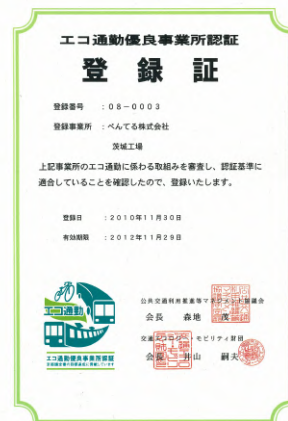 エコ通勤優良事業所認証
登録証
登録番号　：08－0003
登録事業所　：ぺんてる株式会社
茨城工場
上記事業所のエコ通勤に係わる取組みを審査し、認証基準に
適合していることを確認したので、登録いたします。
登録日　：2010年11月30日
有効期限　：2012年11月29日
エコ通勤
エコ通勤優良事業所認証
公共交通利用推進等マネジメント協議会
会長　森地　茂
交通エコロジー・モビリティ財団
会長　井山　嗣夫